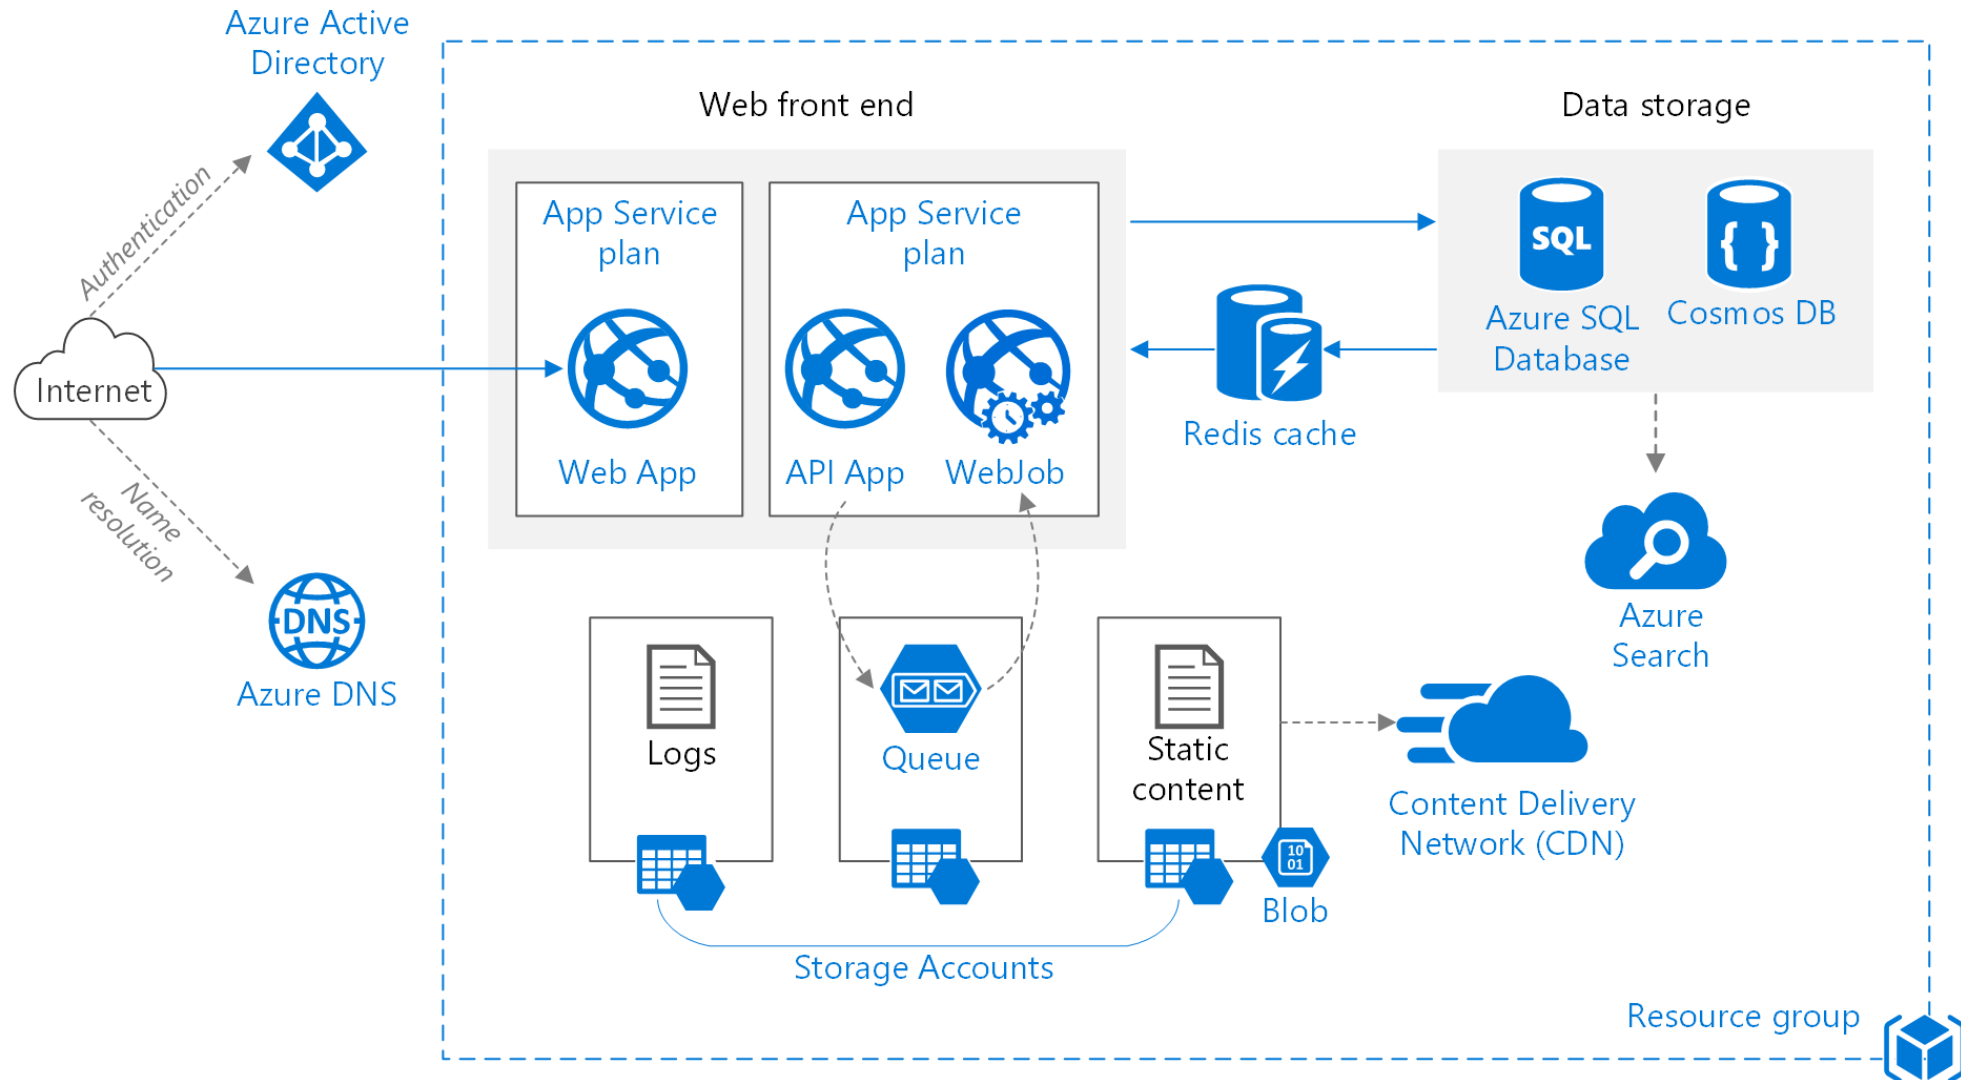 Azure Active
Directory
Web front end
Data storage
App Service
plan
App Service
plan
SQL
{ }
Authentication
Azure SQL
Database
Cosmos DB
Internet
Redis cache
Web App
API App
WebJob
Name
resolution
DNS
Azure DNS
Azure
Search
Logs
Queue
Static
content
Content Delivery
Network (CDN)
10
01
Blob
Storage Accounts
Resource group